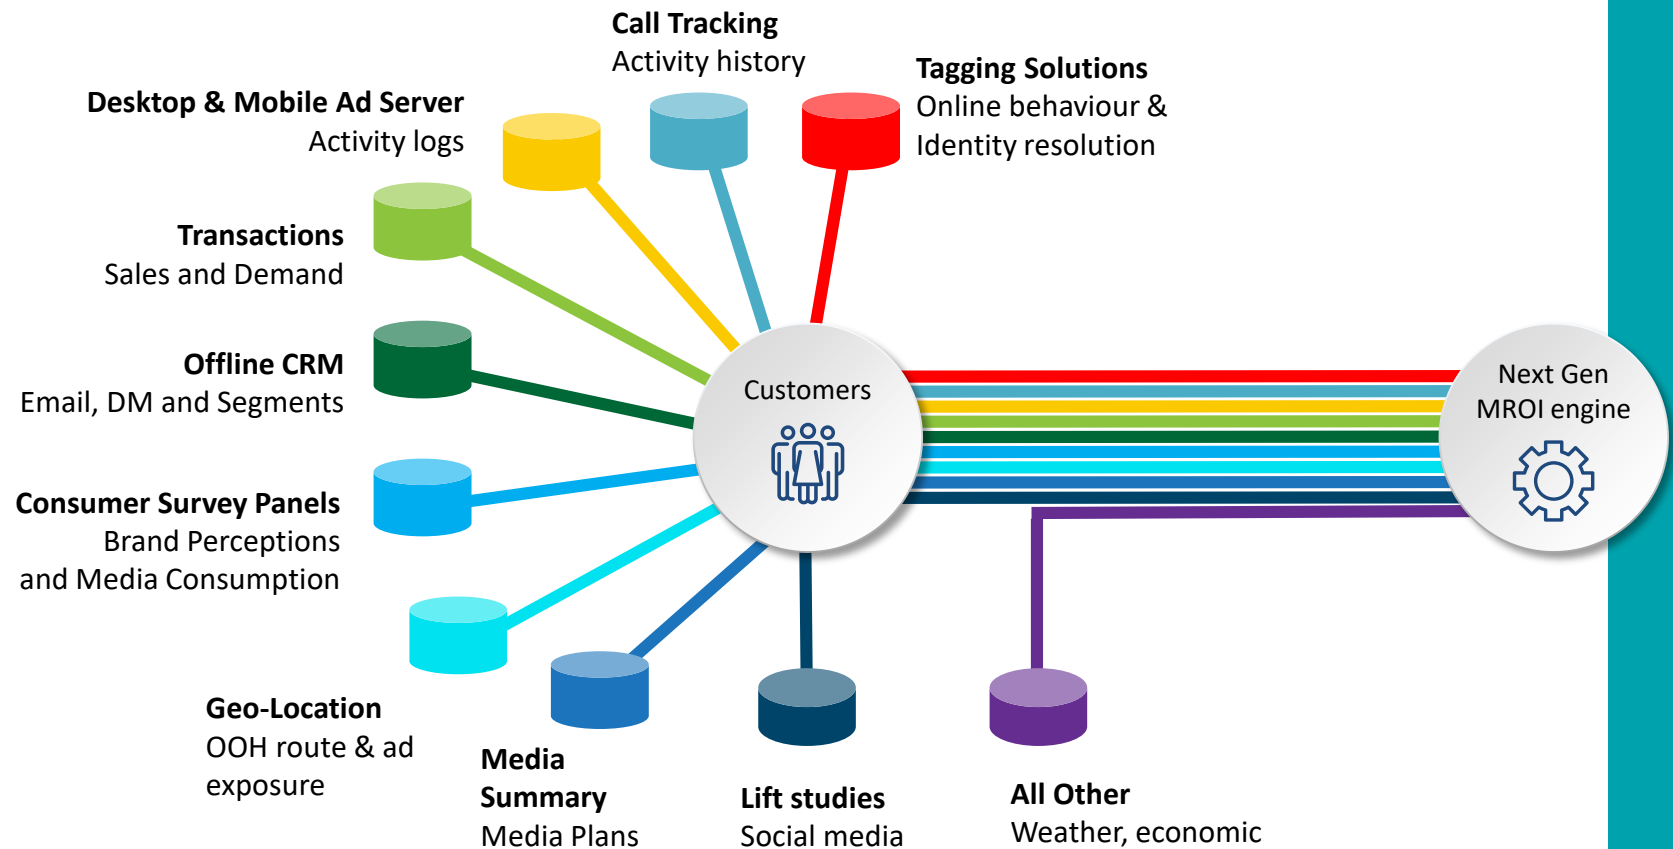 Call Tracking
Activity history
Tagging Solutions
Online behaviour &
Identity resolution
Desktop & Mobile Ad Server
Activity logs
Transactions
Sales and Demand
Offline CRM
Email, DM and Segments
Consumer Survey Panels
Brand Perceptions
and Media Consumption
Geo-Location
OOH route & ad
exposure
Media
Summary
Media Plans
Lift studies
Social media
All Other
Weather, economic
Customers
Next Gen
MROI engine